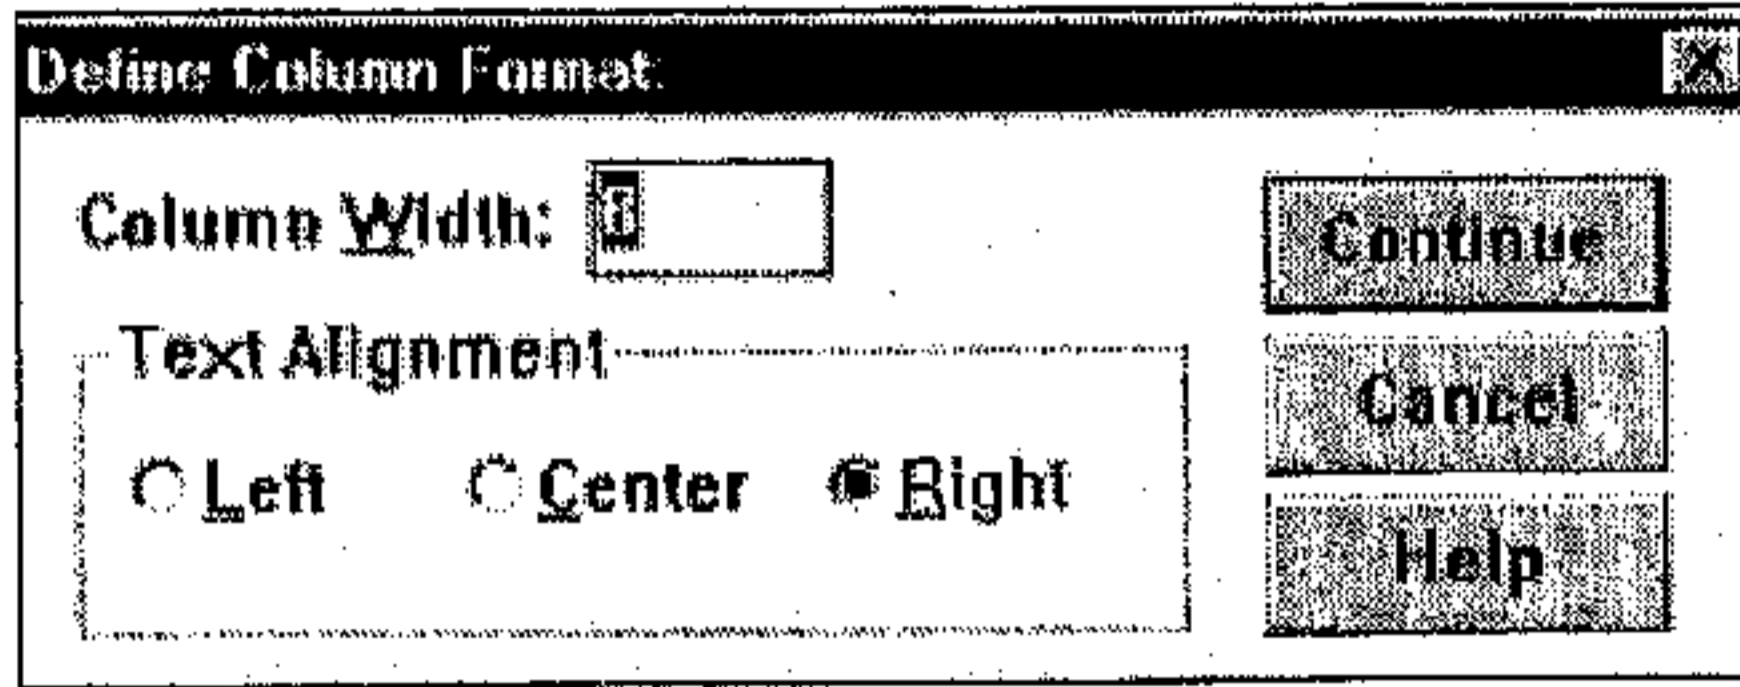 Define Column Format
Column Width:
Continue
Text Alignment
Cancel
Left Center Right
Help